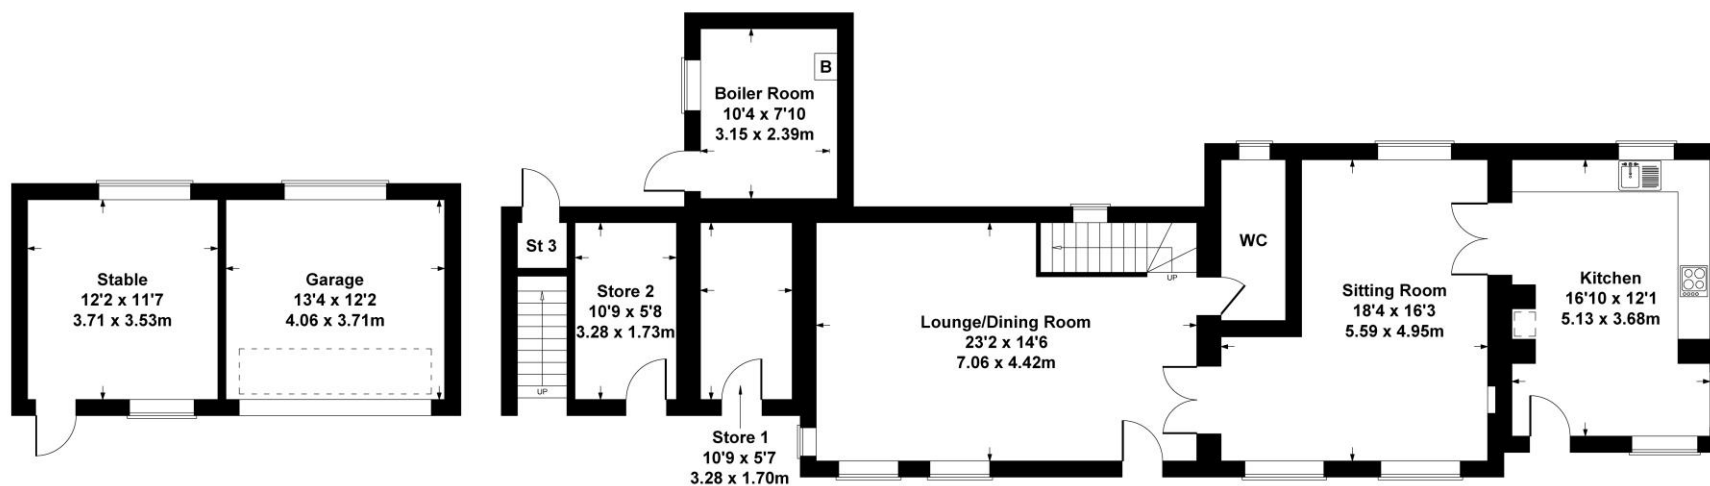 B
Boiler Room
10'4 x 7'10
3.15 x 2.39m
Stable
12'2 x 11'7
3.71 x 3.53m
Garage
13'4 x 12'2
4.06 x 3.71m
St 3
UP
Store 2
10'9 x 5'8
3.28 x 1.73m
Store 1
10'9 x 5'7
3.28 x 1.70m
UP
Lounge/Dining Room
23'2 x 14'6
7.06 x 4.42m
WC
Sitting Room
18'4 x 16'3
5.59 x 4.95m
Kitchen
16'10 x 12'1
5.13 x 3.68m